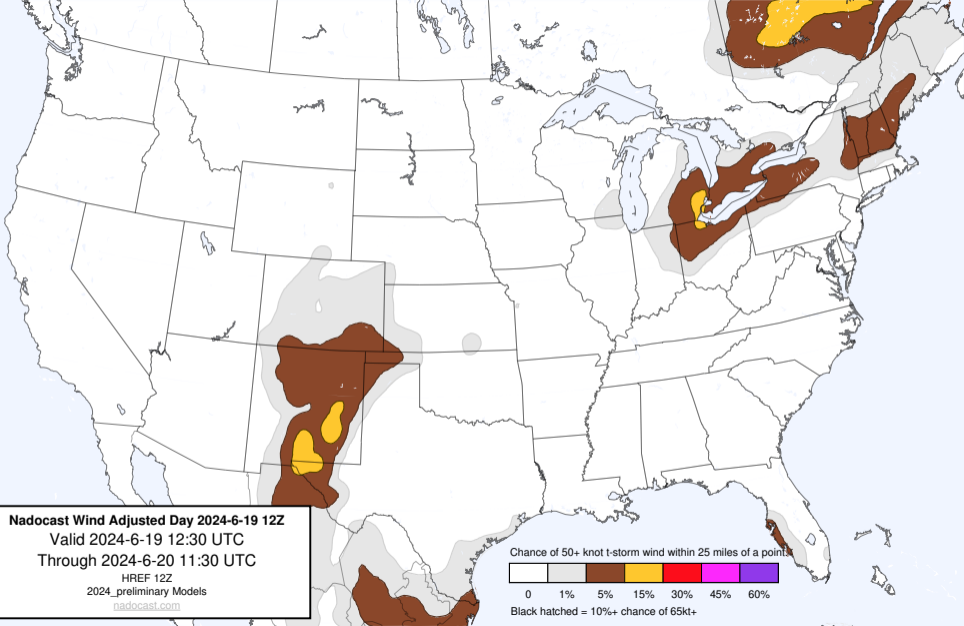 Nadocast Wind Adjusted Day 2024-6-19 12Z
Valid 2024-6-19 12:30 UTC
Through 2024-6-20 11:30 UTC
HREF 12Z
2024_preliminary Models
nadocast.com
Chance of 50+ knot t-storm wind within 25 miles of a point.
0 1% 5% 15% 30% 45% 60%
Black hatched = 10%+ chance of 65kt+